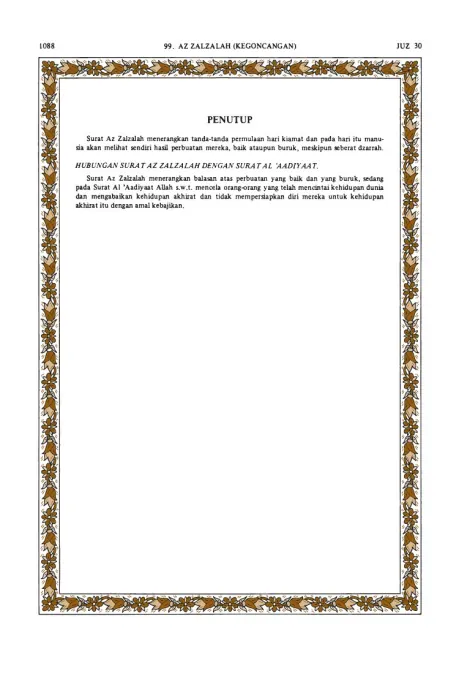 1088 99. AZ ZALZALAH (KEGONCANGAN) JUZ 30
PENUTUP
Surat Az Zalzalah menerangkan tanda-tanda permulaan hari kiamat dan pada hari itu manu-
sia akan melihat sendiri hasil perbuatan mereka, baik ataupun buruk, meskipun seberat dzarrah.
HUBUNGAN SURAT AZ ZALZALAH DENGAN SURAT AL 'AADIYAAT.
Surat Az Zalzalah menerangkan balasan atas perbuatan yang baik dan yang buruk, sedang
pada Surat Al 'Aadiyaat Allah s.w.t. mencela orang-orang yang telah mencintai kehidupan dunia
dan mengabaikan kehidupan akhirat dan tidak mempersiapkan diri mereka untuk kehidupan
akhirat itu dengan amal kebajikan.